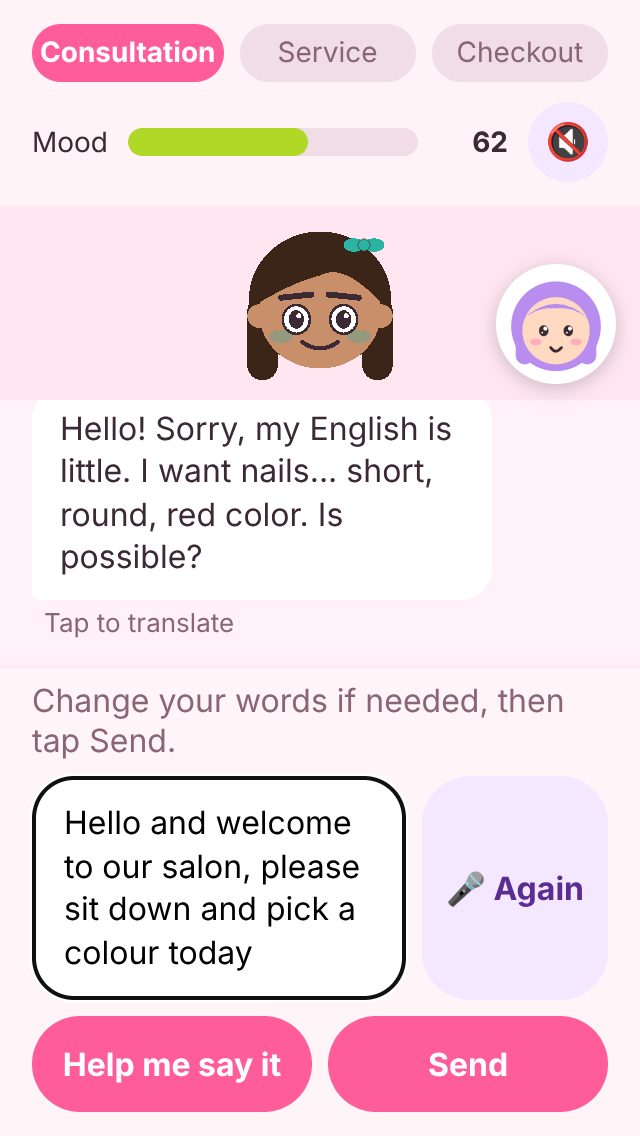 Consultation Service Checkout
Mood 62
Hello! Sorry, my English is
little. I want nails... short,
round, red color. Is
possible?
Tap to translate
Change your words if needed, then
tap Send.
Hello and welcome
to our salon, please
sit down and pick a
colour today
🎤 Again
Help me say it Send